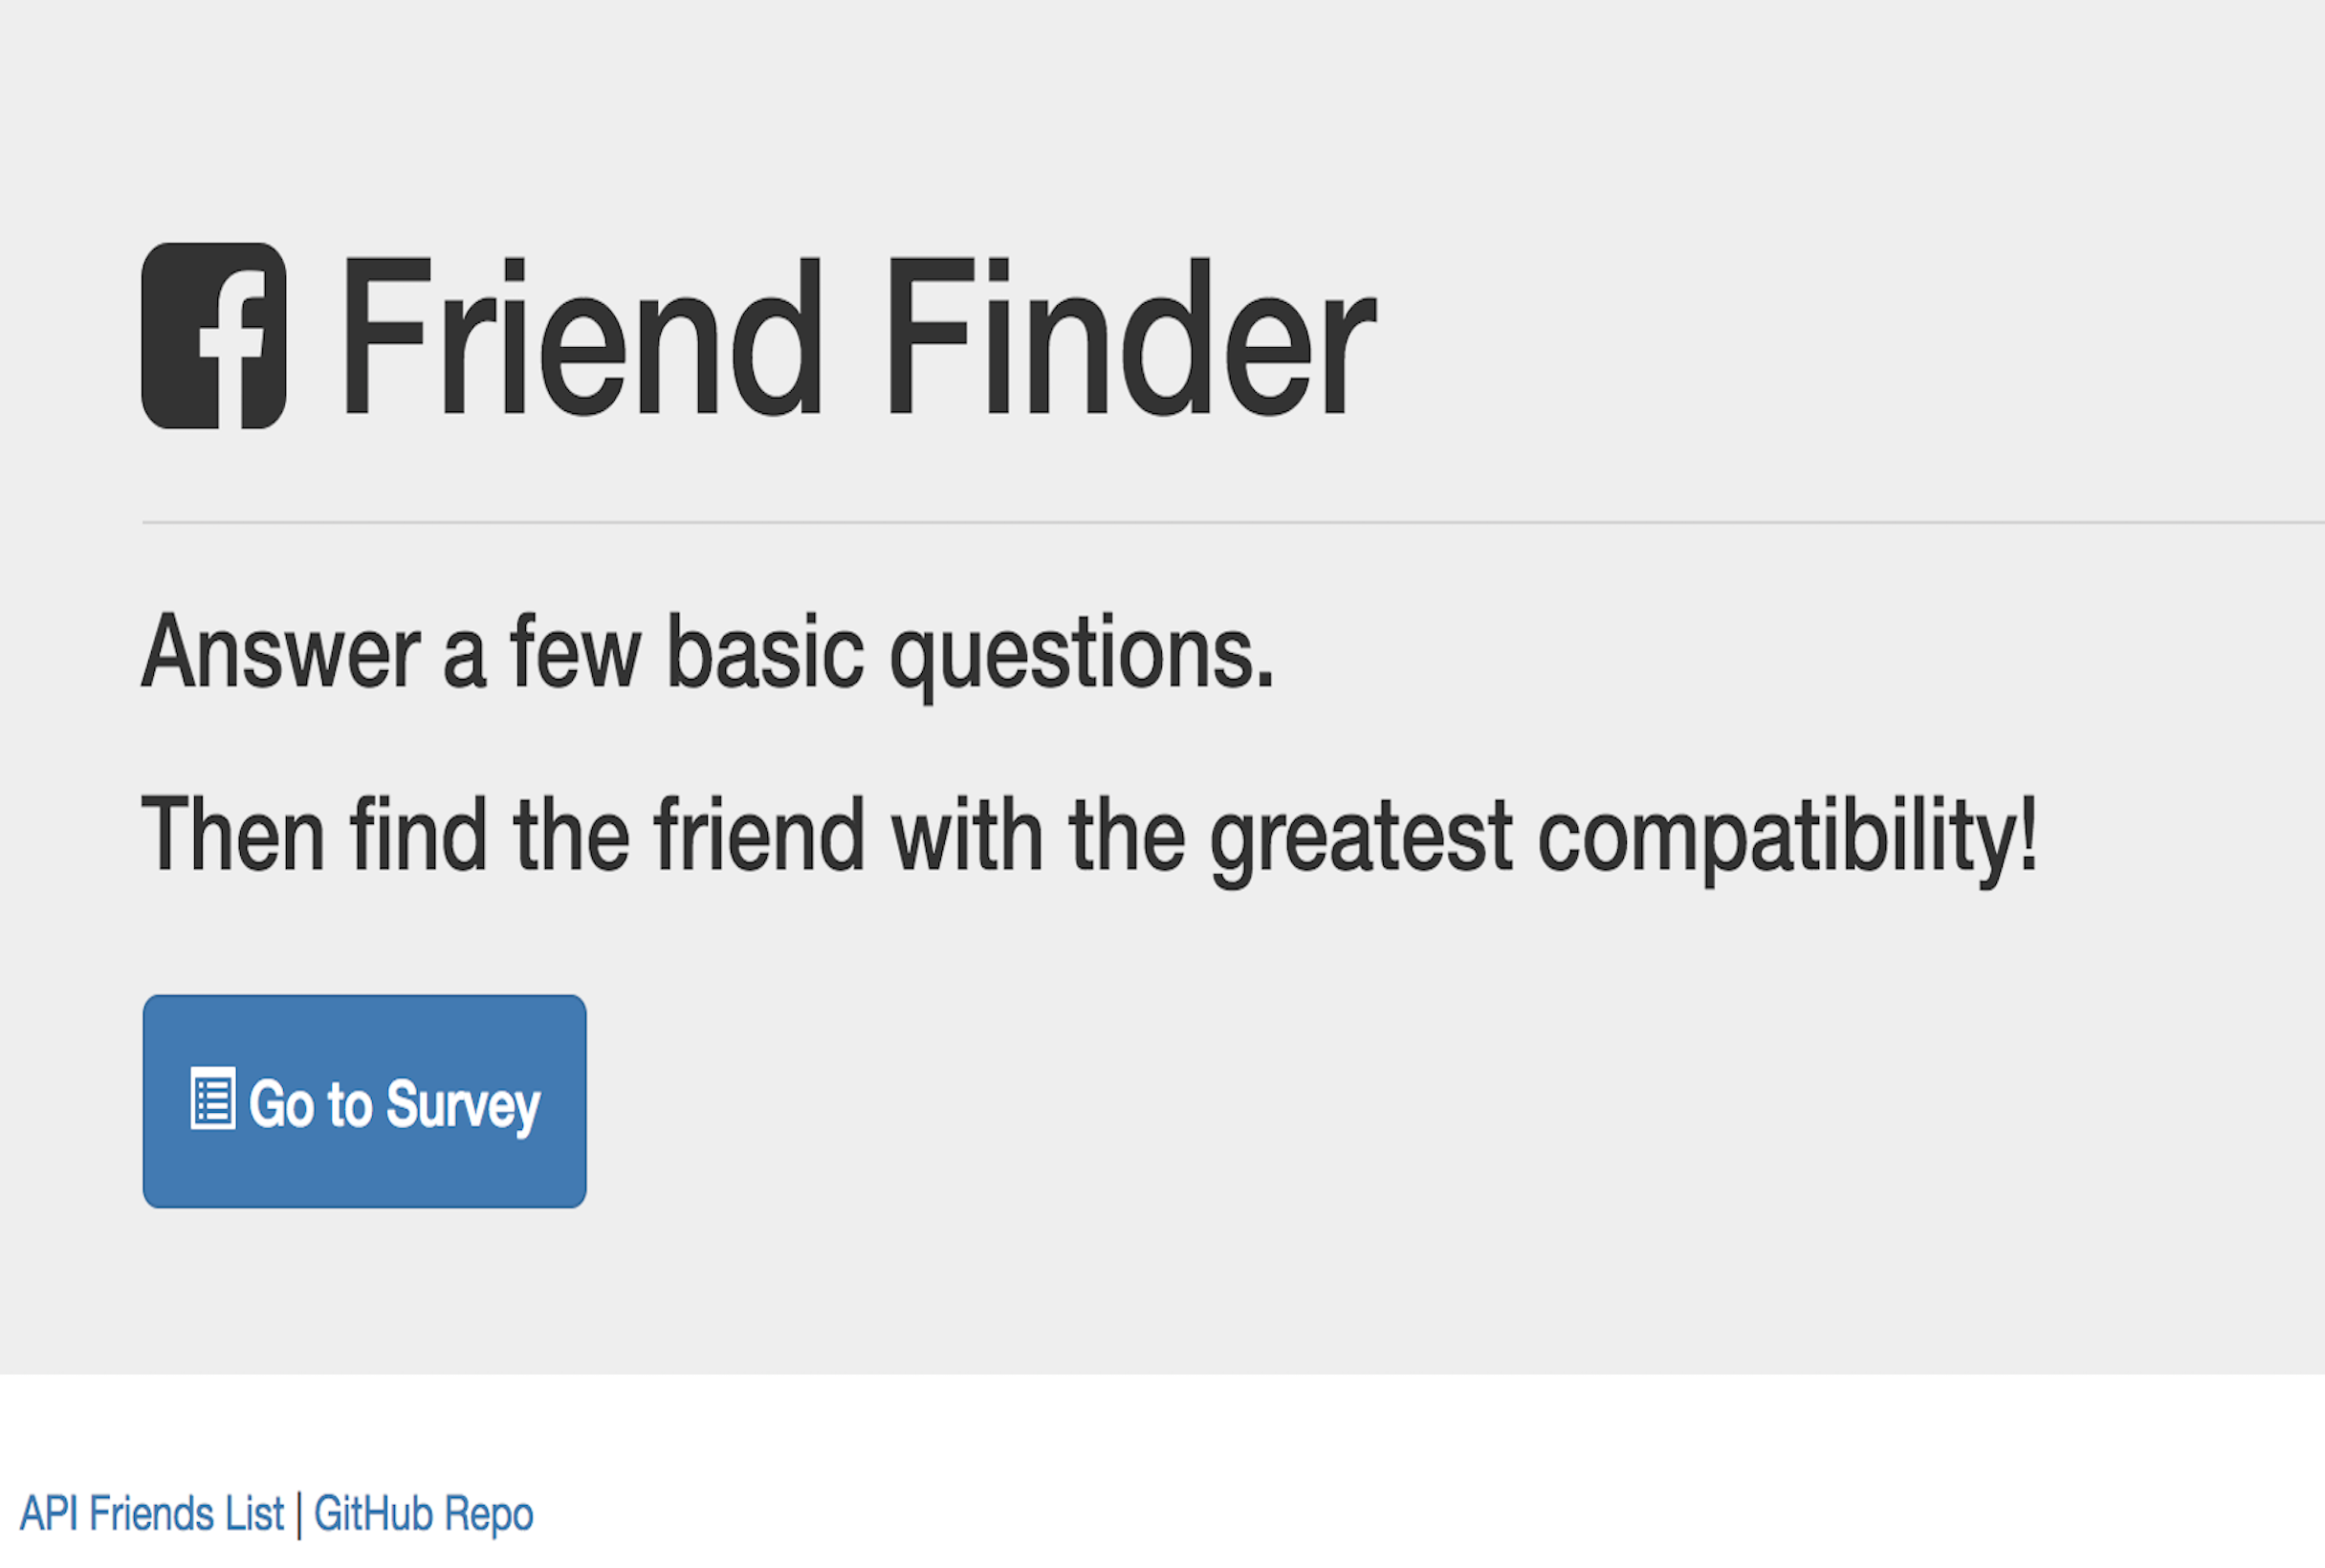 Friend Finder
Answer a few basic questions.
Then find the friend with the greatest compatibility!
Go to Survey
API Friends List | GitHub Repo